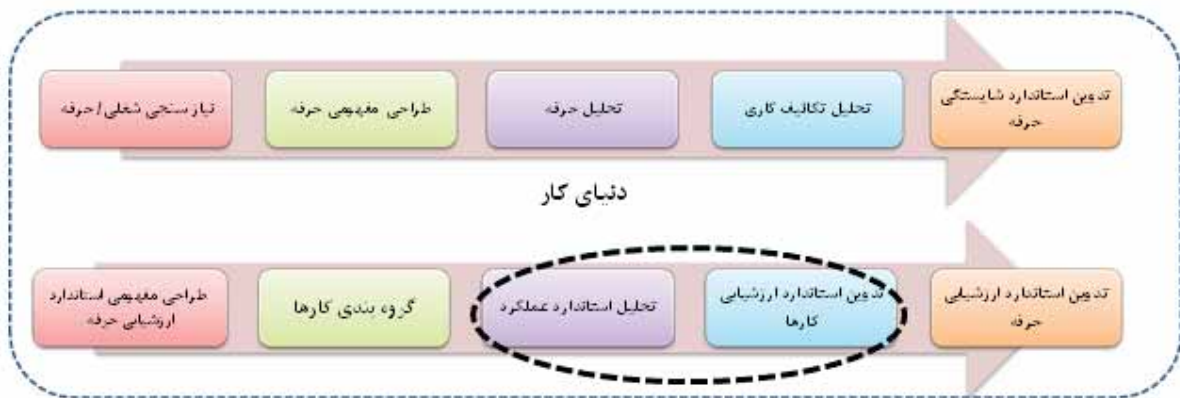 نیاز سنجی شغلی / حرفه
طراحی مفهومی حرفه
تحلیل حرفه
تحلیل تکالیف کاری
تدوین استاندارد شایستگی
حرفه
دنیای کار
طراحی مفهومی استاندارد
ارزشیابی حرفه
گروه بندی کارها
تحلیل استاندارد عملکرد
تدوین استاندارد ارزشیابی
کارها
تدوین استاندارد ارزشیابی
حرفه